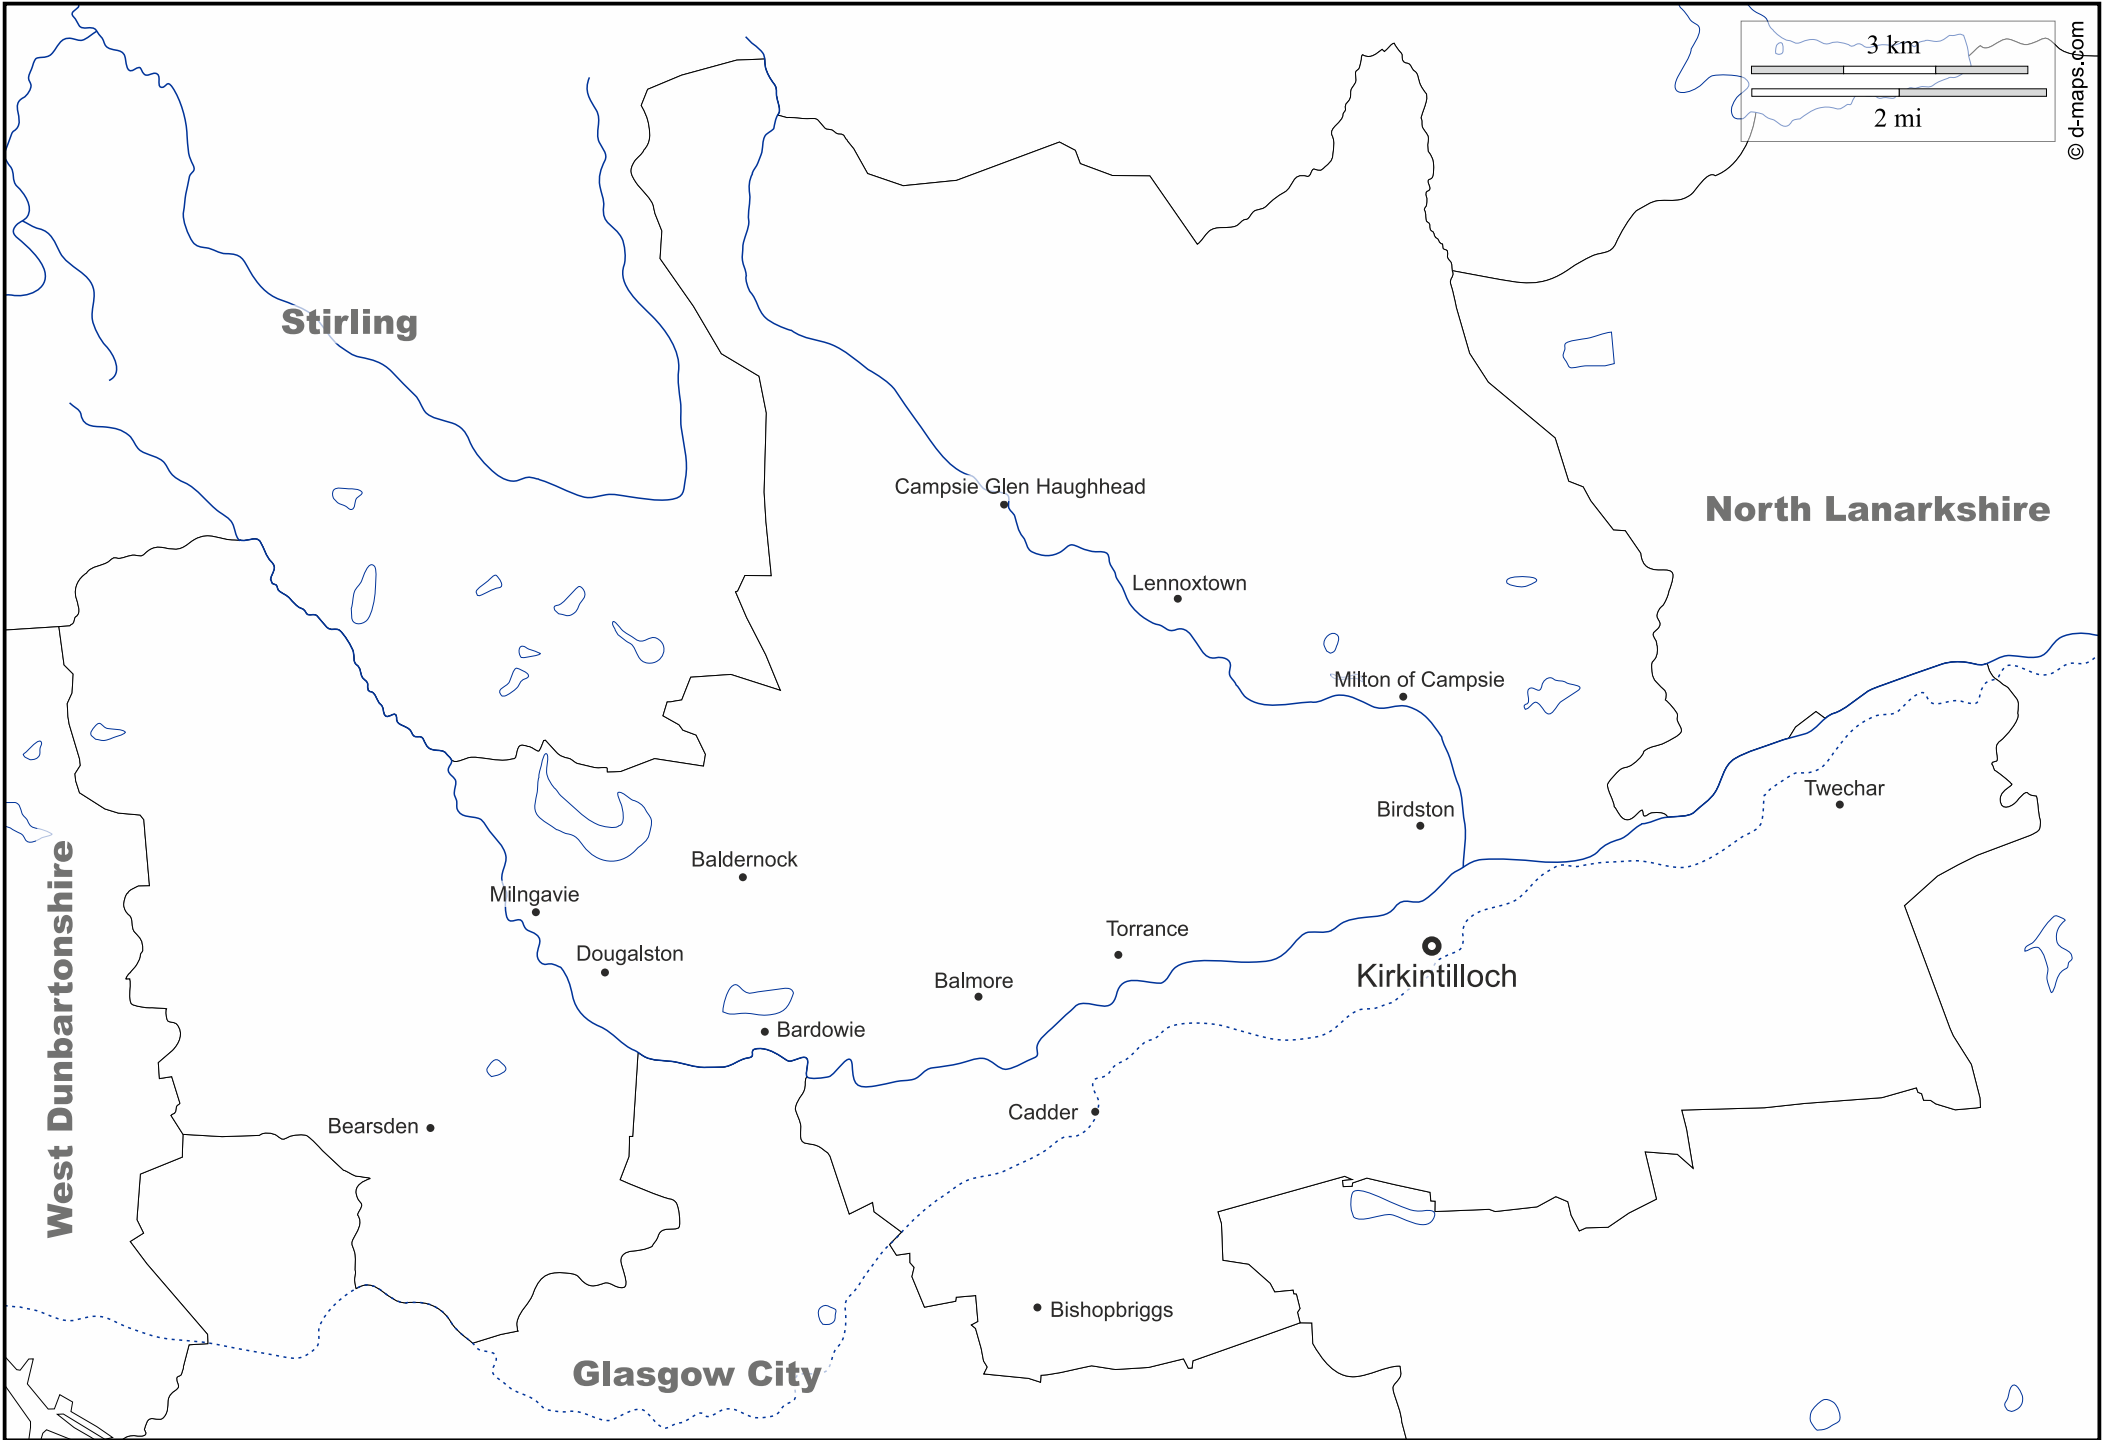 3 km
2 mi
© d-maps.com
Stirling
Campsie Glen Haughhead
North Lanarkshire
Lennoxtown
Milton of Campsie
Twechar
Birdston
West Dunbartonshire
Baldernock
Milngavie
Torrance
Dougalston
Kirkintilloch
Balmore
Bardowie
Cadder
Bearsden
Bishopbriggs
Glasgow City